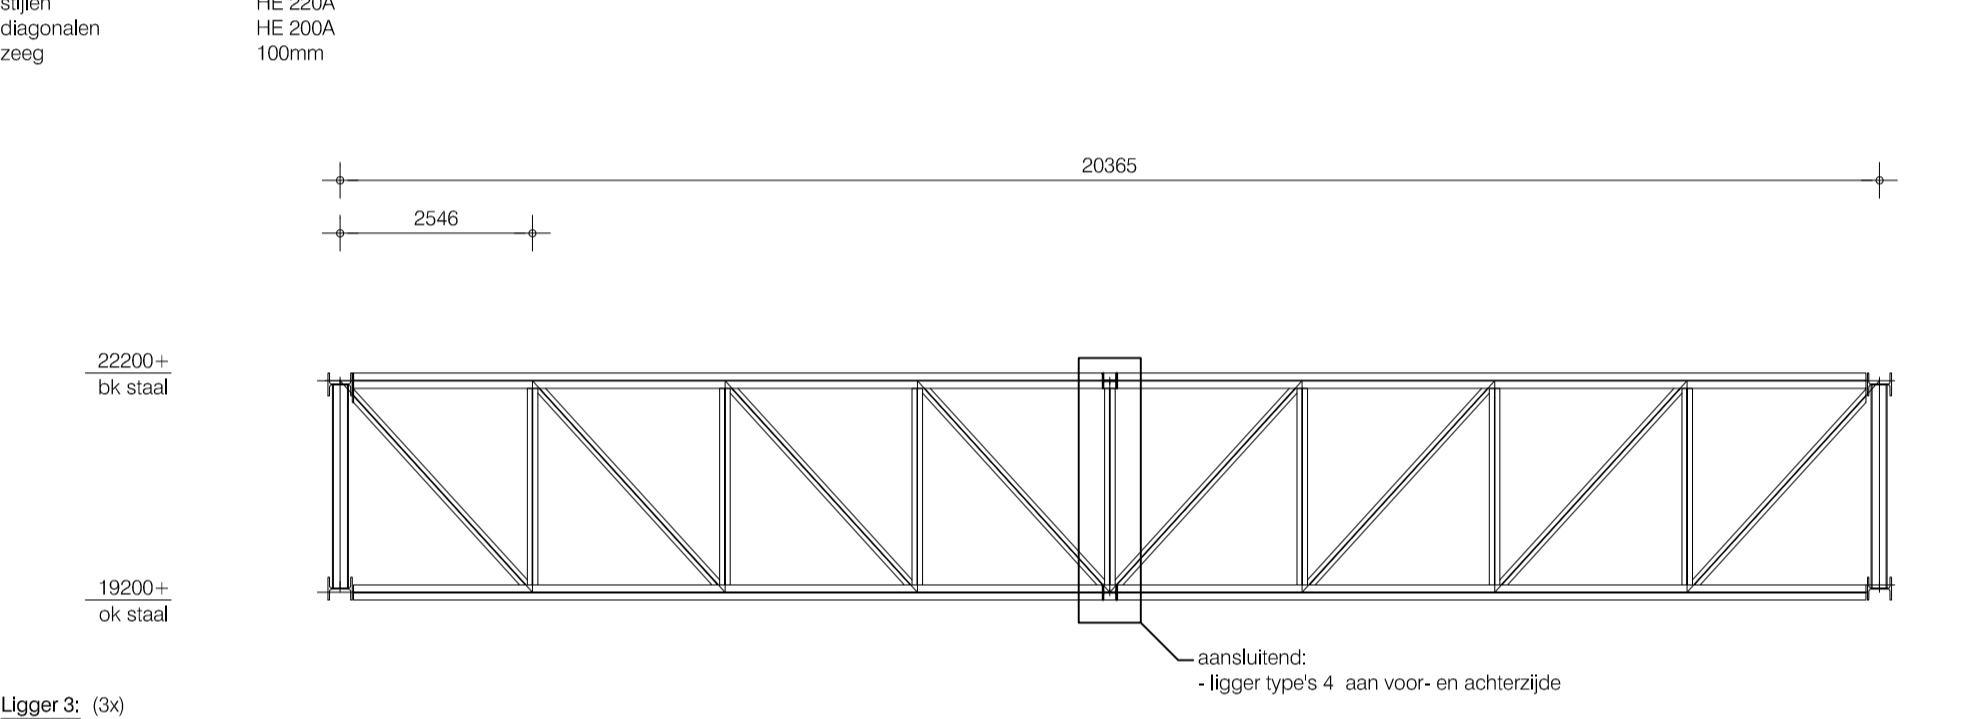 stijlen HE 220A
diagonalen HE 200A
zeeg 100mm
20365
2546
22200+
bk staal
19200+
ok staal
aansluitend:
- ligger type's 4 aan voor- en achterzijde
Ligger 3: (3x)